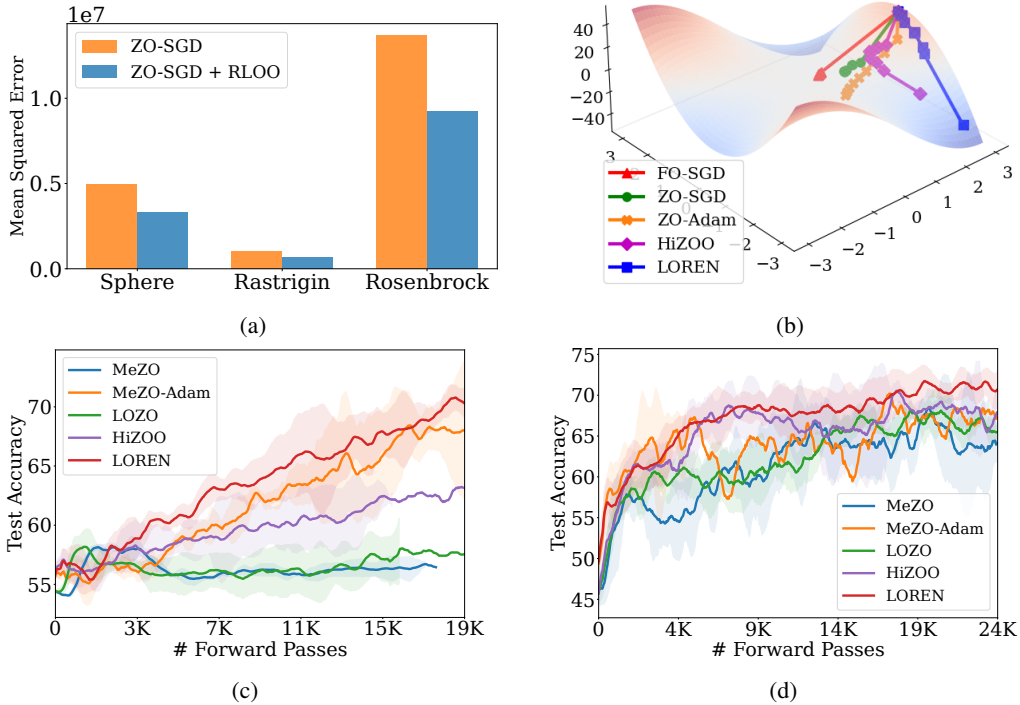 1e7
Mean Squared Error
1.0
0.5
0.0
ZO-SGD
ZO-SGD + RLOO
Sphere Rastrigin Rosenbrock
(a)
40
20
0
−20
−40
3
2
1
0
−1
−2
−3
−3
−2
−1
0
1
2
3
FO-SGD
ZO-SGD
ZO-Adam
HiZOO
LOREN
(b)
Test Accuracy
70
65
60
55
MeZO
MeZO-Adam
LOZO
HiZOO
LOREN
0 3K 7K 11K 15K 19K
# Forward Passes
(c)
Test Accuracy
75
70
65
60
55
50
45
MeZO
MeZO-Adam
LOZO
HiZOO
LOREN
0 4K 9K 14K 19K 24K
# Forward Passes
(d)